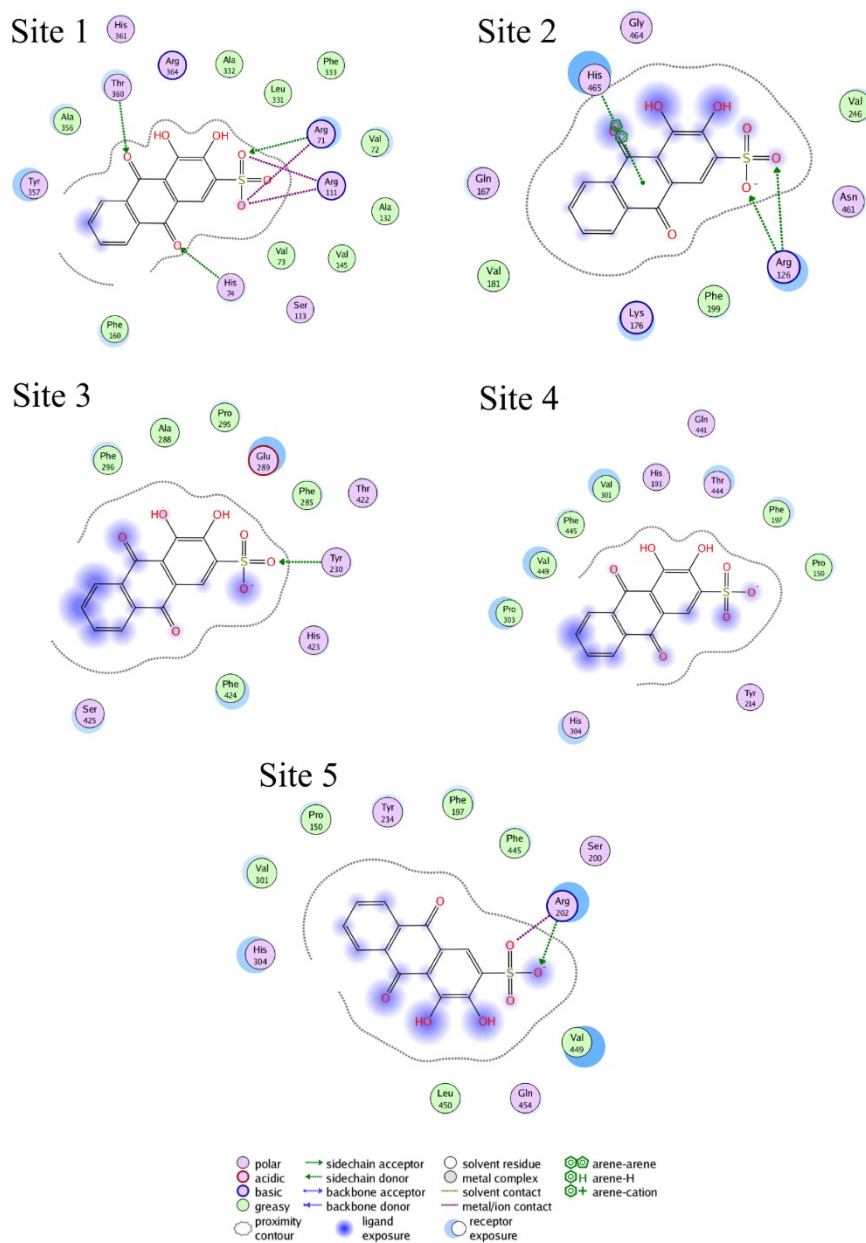 Site 1
His
361
Arg
364
Ala
332
Phe
333
Thr
360
Leu
331
Ala
356
Arg
71
Val
72
HO OH
O
O
S
O
O
Tyr
357
Arg
111
Ala
132
O
Val
73
Val
145
His
74
Ser
113
Phe
160
Site 2
Gly
464
His
465
Val
246
HO OH
O
O
S
O
O-
Gln
167
Asn
461
O
Val
181
Arg
126
Phe
199
Lys
176
Site 3
Pro
295
Ala
288
Phe
296
Glu
289
Phe
285
Thr
422
HO OH
O
O
S
O
O-
Tyr
230
O
His
423
Phe
424
Ser
425
Site 4
Gln
441
His
193
Thr
444
Val
301
Phe
445
Phe
197
Val
449
Pro
150
HO OH
O
O
S
O-
O
Pro
303
O
His
304
Tyr
214
Site 5
Pro
150
Tyr
214
Phe
197
Phe
445
Ser
200
Val
301
Arg
202
His
304
O
O
S
O-
O
O
HO OH
Val
449
Leu
450
Gln
454
polar sidechain acceptor solvent residue arene-arene
acidic sidechain donor metal complex H arene-H
basic backbone acceptor solvent contact + arene-cation
greasy backbone donor metal/ion contact
proximity contour
ligand exposure
receptor exposure